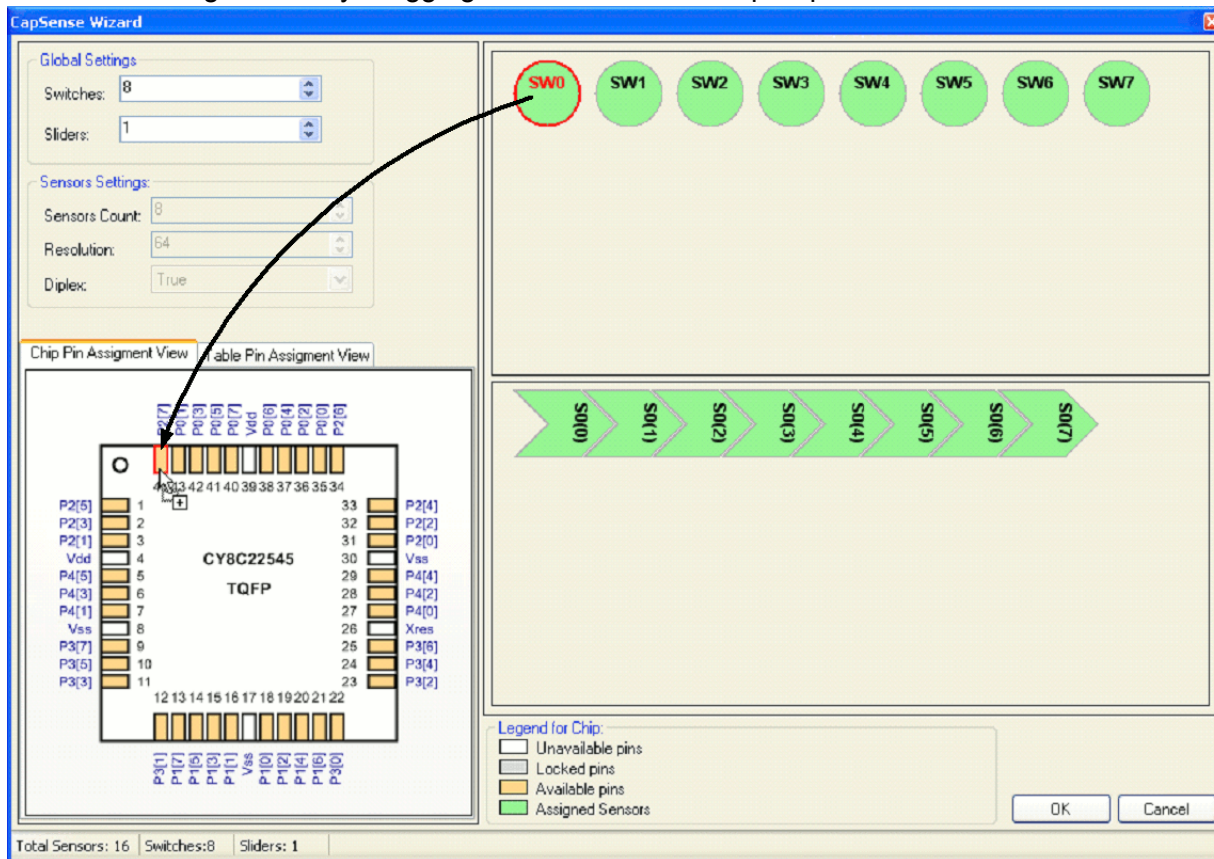 CapSense Wizard
Global Settings
Switches: 8
Sliders: 1
Sensors Settings:
Sensors Count: 8
Resolution: 64
Diplex: True
Chip Pin Assigment View
Table Pin Assigment View
P2[7] P0[1] P0[3] P0[5] P0[7] Vdd P0[6] P0[4] P0[2] P0[0] P2[6]
43 42 41 40 39 38 37 36 35 34
P2[5] 1 33 P2[4]
P2[3] 2 32 P2[2]
P2[1] 3 31 P2[0]
Vdd 4 CY8C22545 30 Vss
P4[5] 5 29 P4[4]
P4[3] 6 TQFP 28 P4[2]
P4[1] 7 27 P4[0]
Vss 8 26 Xres
P3[7] 9 25 P3[6]
P3[5] 10 24 P3[4]
P3[3] 11 23 P3[2]
12 13 14 15 16 17 18 19 20 21 22
P3[1] P1[7] P1[5] P1[3] P1[1] Vss P1[0] P1[2] P1[4] P1[6] P3[0]
SW0 SW1 SW2 SW3 SW4 SW5 SW6 SW7
S0(0) S0(1) S0(2) S0(3) S0(4) S0(5) S0(6) S0(7)
Legend for Chip:
Unavailable pins
Locked pins
Available pins
Assigned Sensors
OK Cancel
Total Sensors: 16 Switches:8 Sliders: 1